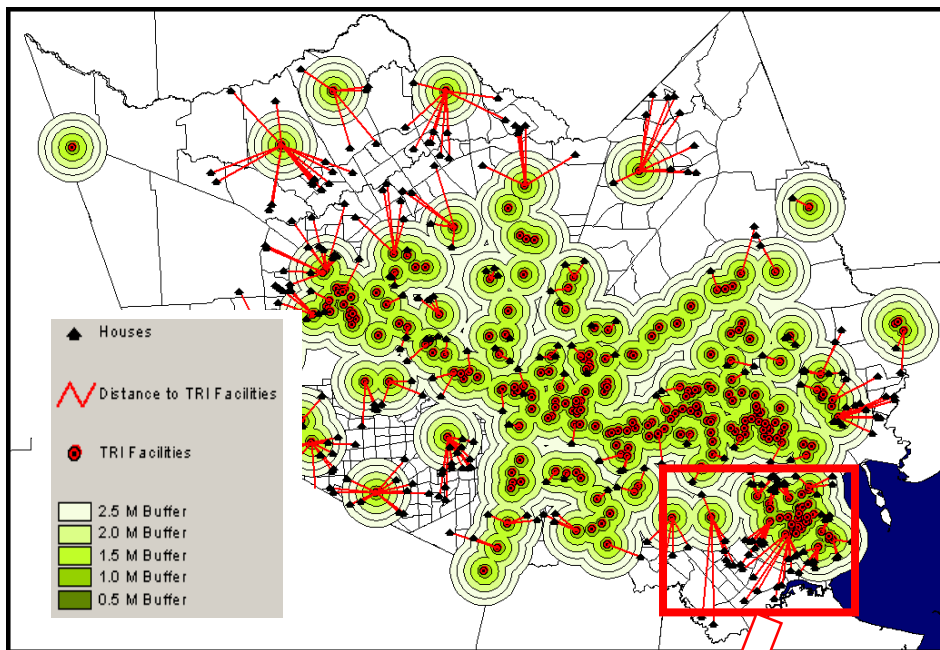 Houses
Distance to TRI Facilities
TRI Facilities
2.5 M Buffer
2.0 M Buffer
1.5 M Buffer
1.0 M Buffer
0.5 M Buffer